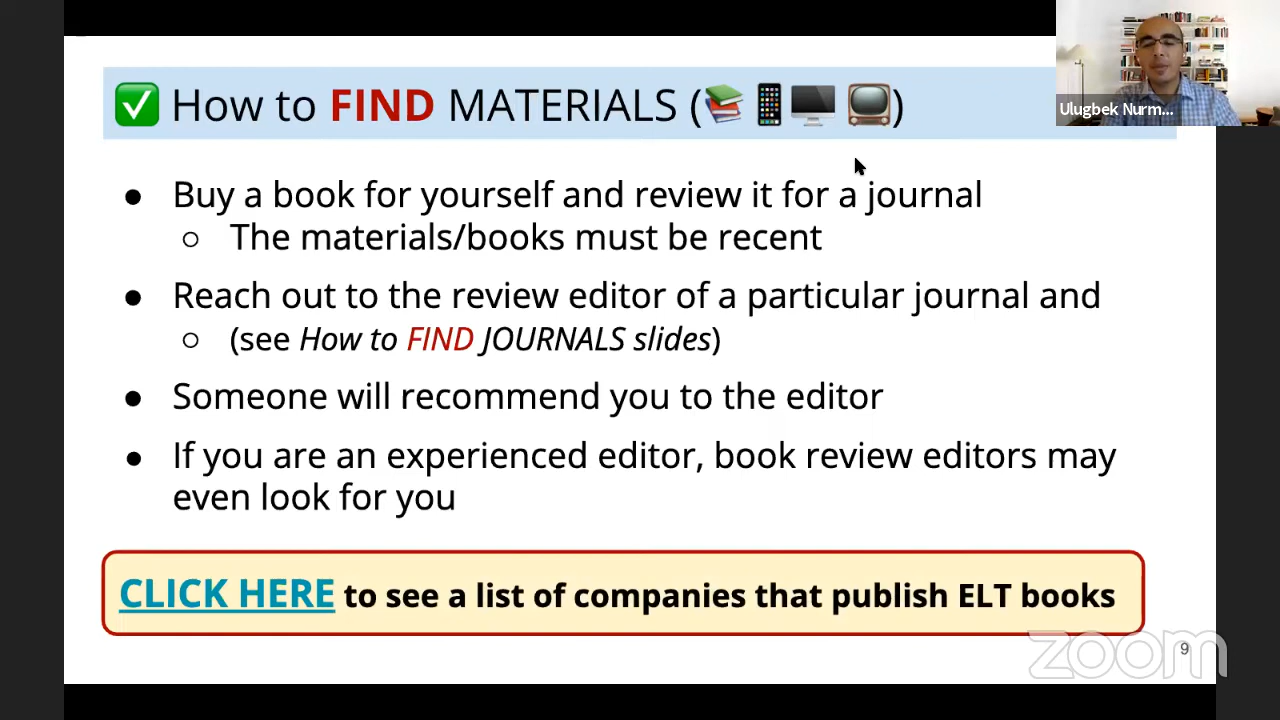 ✅ How to FIND MATERIALS (📚📱🖥️📺)
Ulugbek Nurm...
● Buy a book for yourself and review it for a journal
○ The materials/books must be recent
● Reach out to the review editor of a particular journal and
○ (see How to FIND JOURNALS slides)
● Someone will recommend you to the editor
● If you are an experienced editor, book review editors may
even look for you
CLICK HERE to see a list of companies that publish ELT books
zoom
9